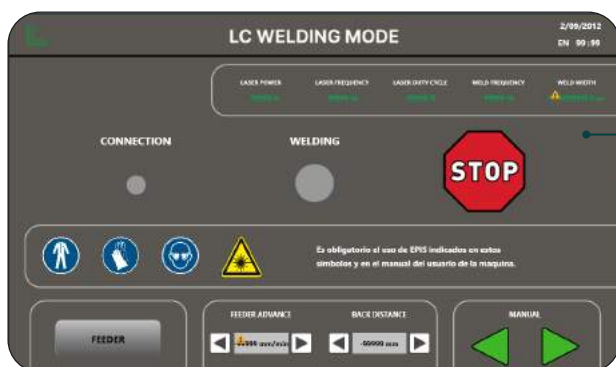 LC WELDING MODE
2/09/2012
EN 99:99
LASER POWER
LASER FREQUENCY
LASER DUTY CYCLE
WELD FREQUENCY
WELD WIDTH
CONNECTION
WELDING
STOP
Es obligatorio el uso de EPIS indicados en estos
símbolos y en el manual del usuario de la maquina.
FEEDER
FEEDER ADVANCE
mm/min
BACK DISTANCE
-99999 mm
MANUAL